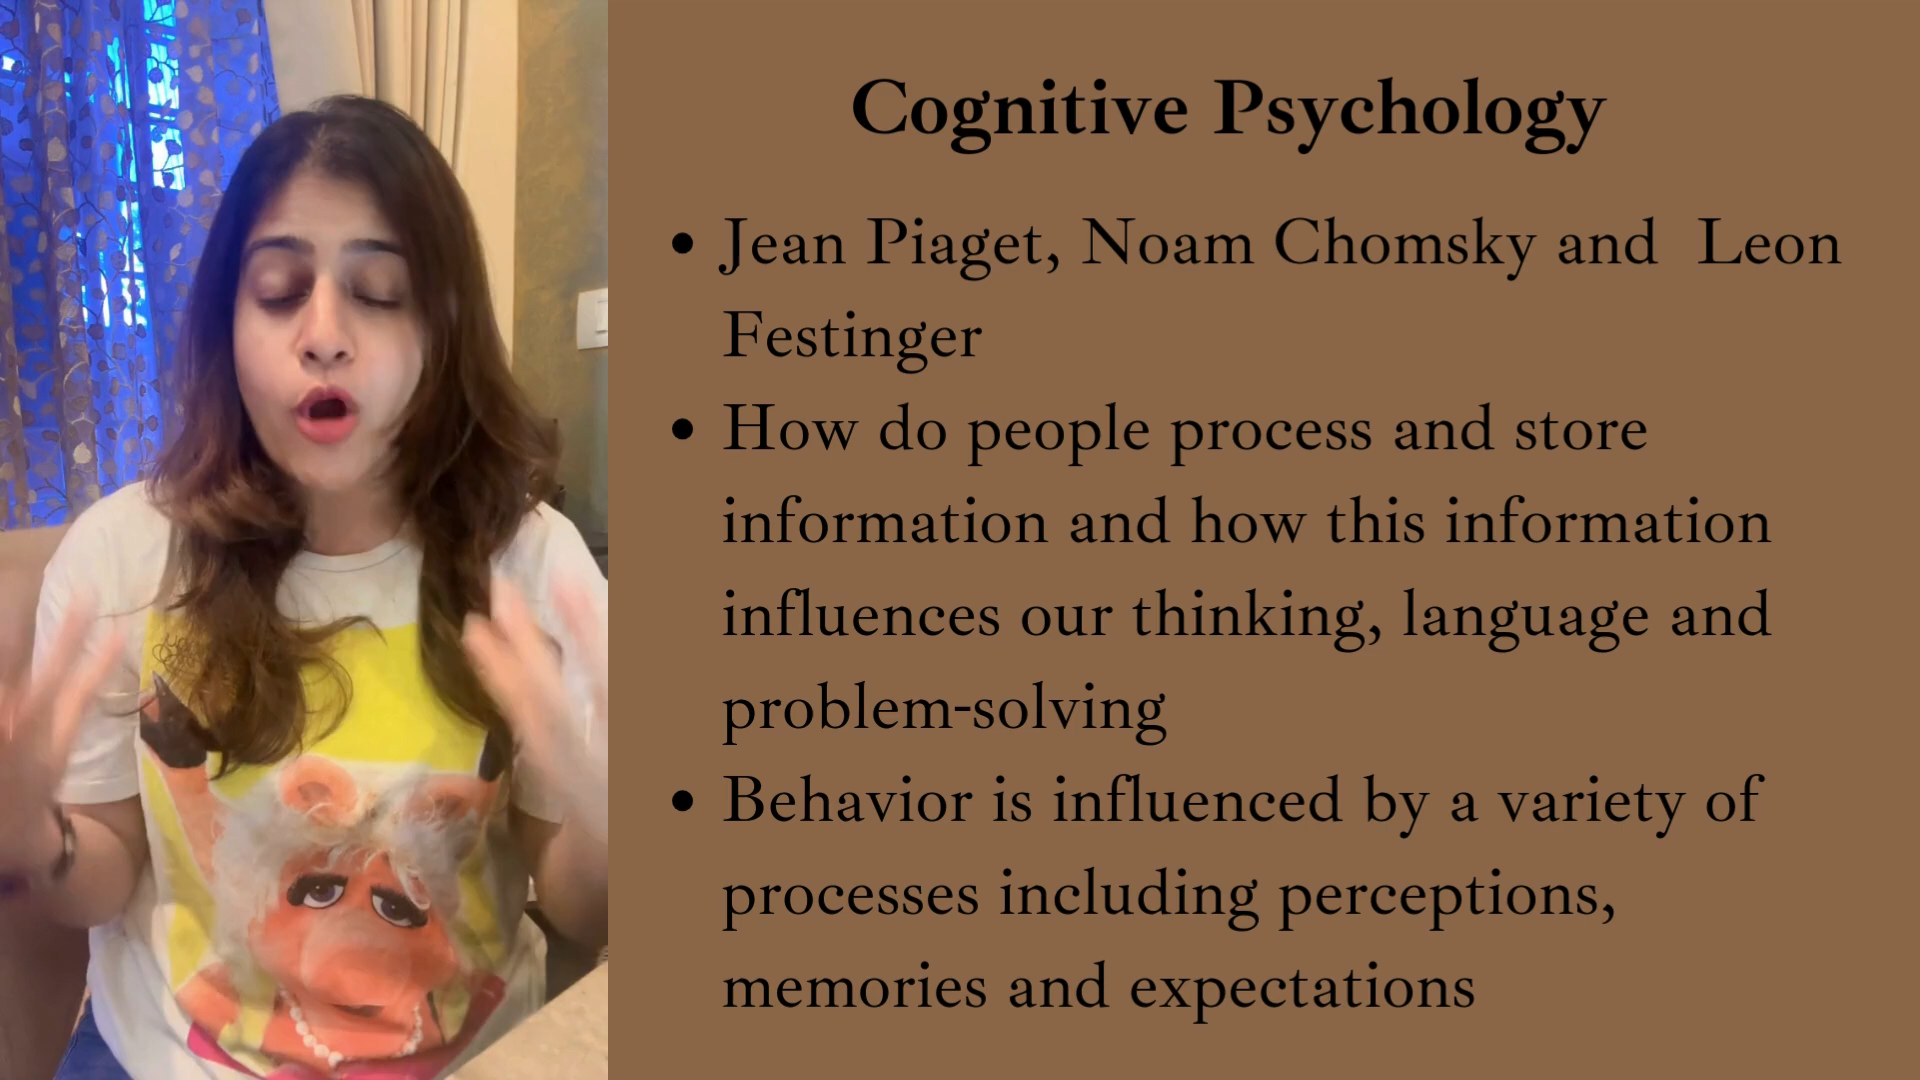 Cognitive Psychology
• Jean Piaget, Noam Chomsky and Leon
Festinger
• How do people process and store
information and how this information
influences our thinking, language and
problem-solving
• Behavior is influenced by a variety of
processes including perceptions,
memories and expectations